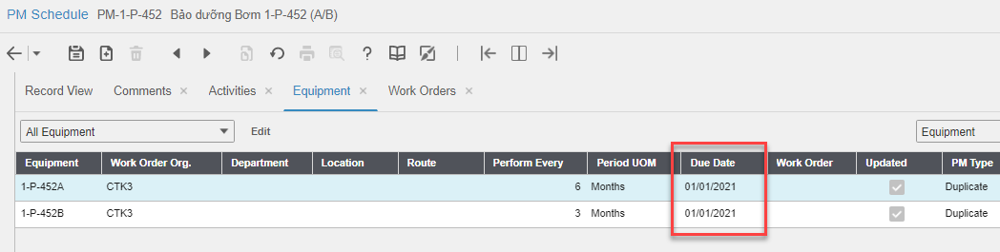 PM Schedule PM-1-P-452 Bảo dưỡng Bơm 1-P-452 (A/B)
Record View Comments Activities Equipment Work Orders
All Equipment Edit Equipment
Equipment Work Order Org. Department Location Route Perform Every Period UOM Due Date Work Order Updated PM Type
1-P-452A CTK3 6 Months 01/01/2021 Duplicate
1-P-452B CTK3 3 Months 01/01/2021 Duplicate